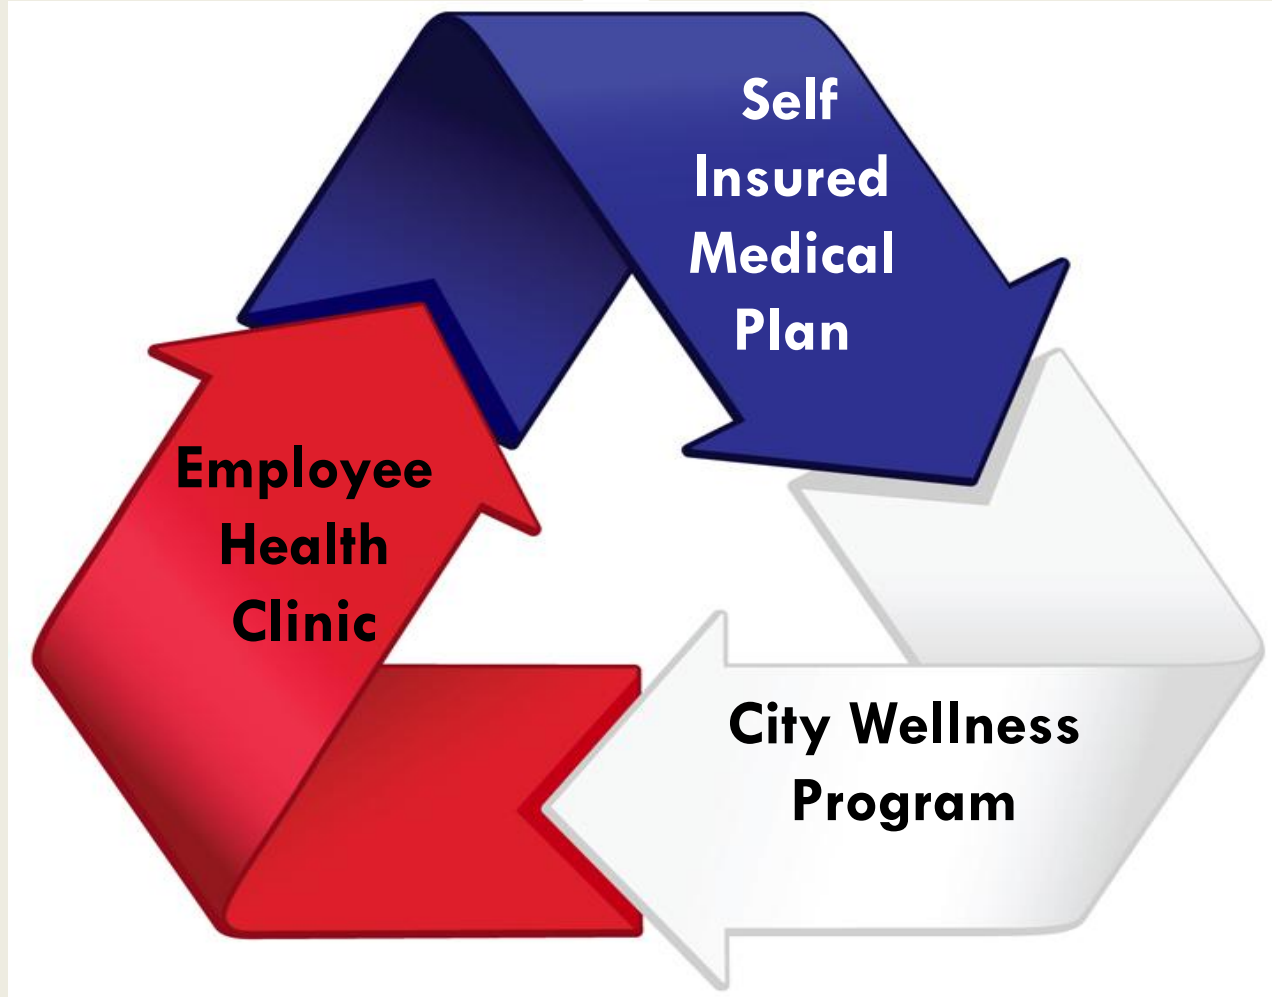 Self
Insured
Medical
Plan
Employee
Health
Clinic
City Wellness
Program